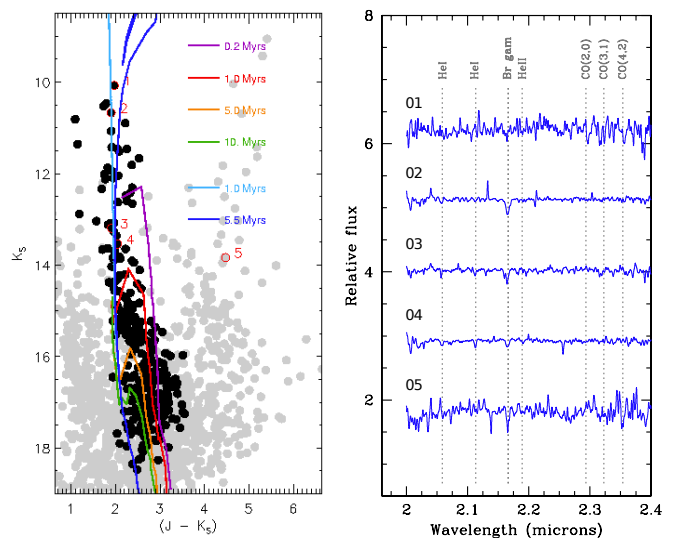 10
12
14
16
18
K_S
1
2
3
4
5
0.2 Myrs
1.0 Myrs
5.0 Myrs
10. Myrs
1.0 Myrs
5.5 Myrs
1 2 3 4 5 6
(J − K_S)
8
6
4
2
Relative flux
HeI
HeI
Br gam
HeII
CO(2,0)
CO(3,1)
CO(4,2)
01
02
03
04
05
2 2.1 2.2 2.3 2.4
Wavelength (microns)